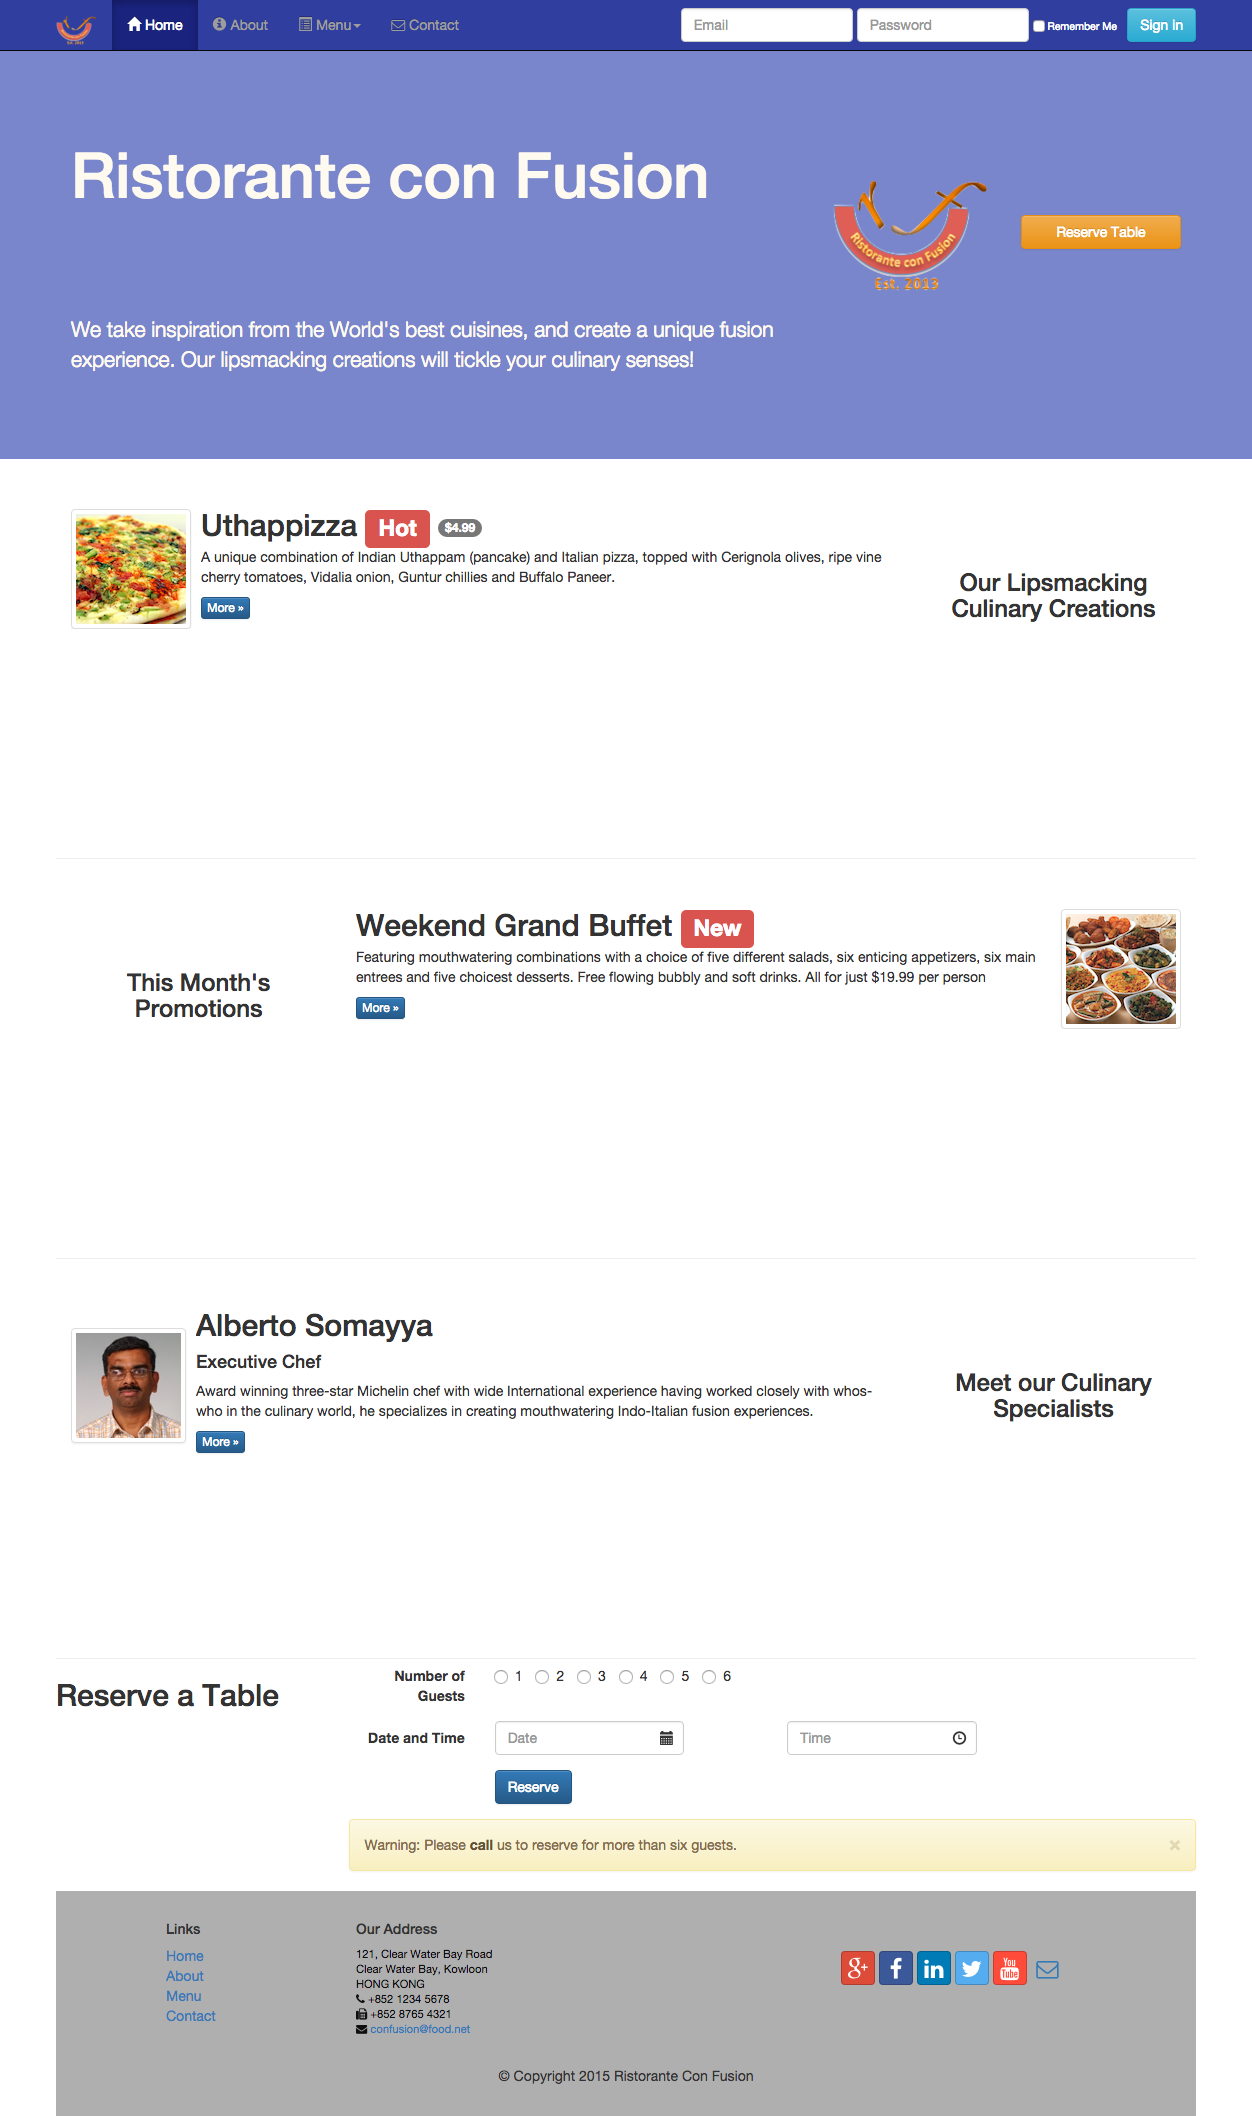 Home
About
Menu
Contact
Email
Password
Remember Me
Sign in
Ristorante con Fusion
Ristorante con Fusion
Est. 2013
Reserve Table
We take inspiration from the World's best cuisines, and create a unique fusion
experience. Our lipsmacking creations will tickle your culinary senses!
Uthappizza Hot $4.99
A unique combination of Indian Uthappam (pancake) and Italian pizza, topped with Cerignola olives, ripe vine
cherry tomatoes, Vidalia onion, Guntur chillies and Buffalo Paneer.
More »
Our Lipsmacking
Culinary Creations
This Month's
Promotions
Weekend Grand Buffet New
Featuring mouthwatering combinations with a choice of five different salads, six enticing appetizers, six main
entrees and five choicest desserts. Free flowing bubbly and soft drinks. All for just $19.99 per person
More »
Alberto Somayya
Executive Chef
Award winning three-star Michelin chef with wide International experience having worked closely with whos-
who in the culinary world, he specializes in creating mouthwatering Indo-Italian fusion experiences.
More »
Meet our Culinary
Specialists
Reserve a Table
Number of
Guests
1 2 3 4 5 6
Date and Time
Date
Time
Reserve
Warning: Please call us to reserve for more than six guests. ×
Links
Home
About
Menu
Contact
Our Address
121, Clear Water Bay Road
Clear Water Bay, Kowloon
HONG KONG
+852 1234 5678
+852 8765 4321
confusion@food.net
g+ f in You Tube
© Copyright 2015 Ristorante Con Fusion